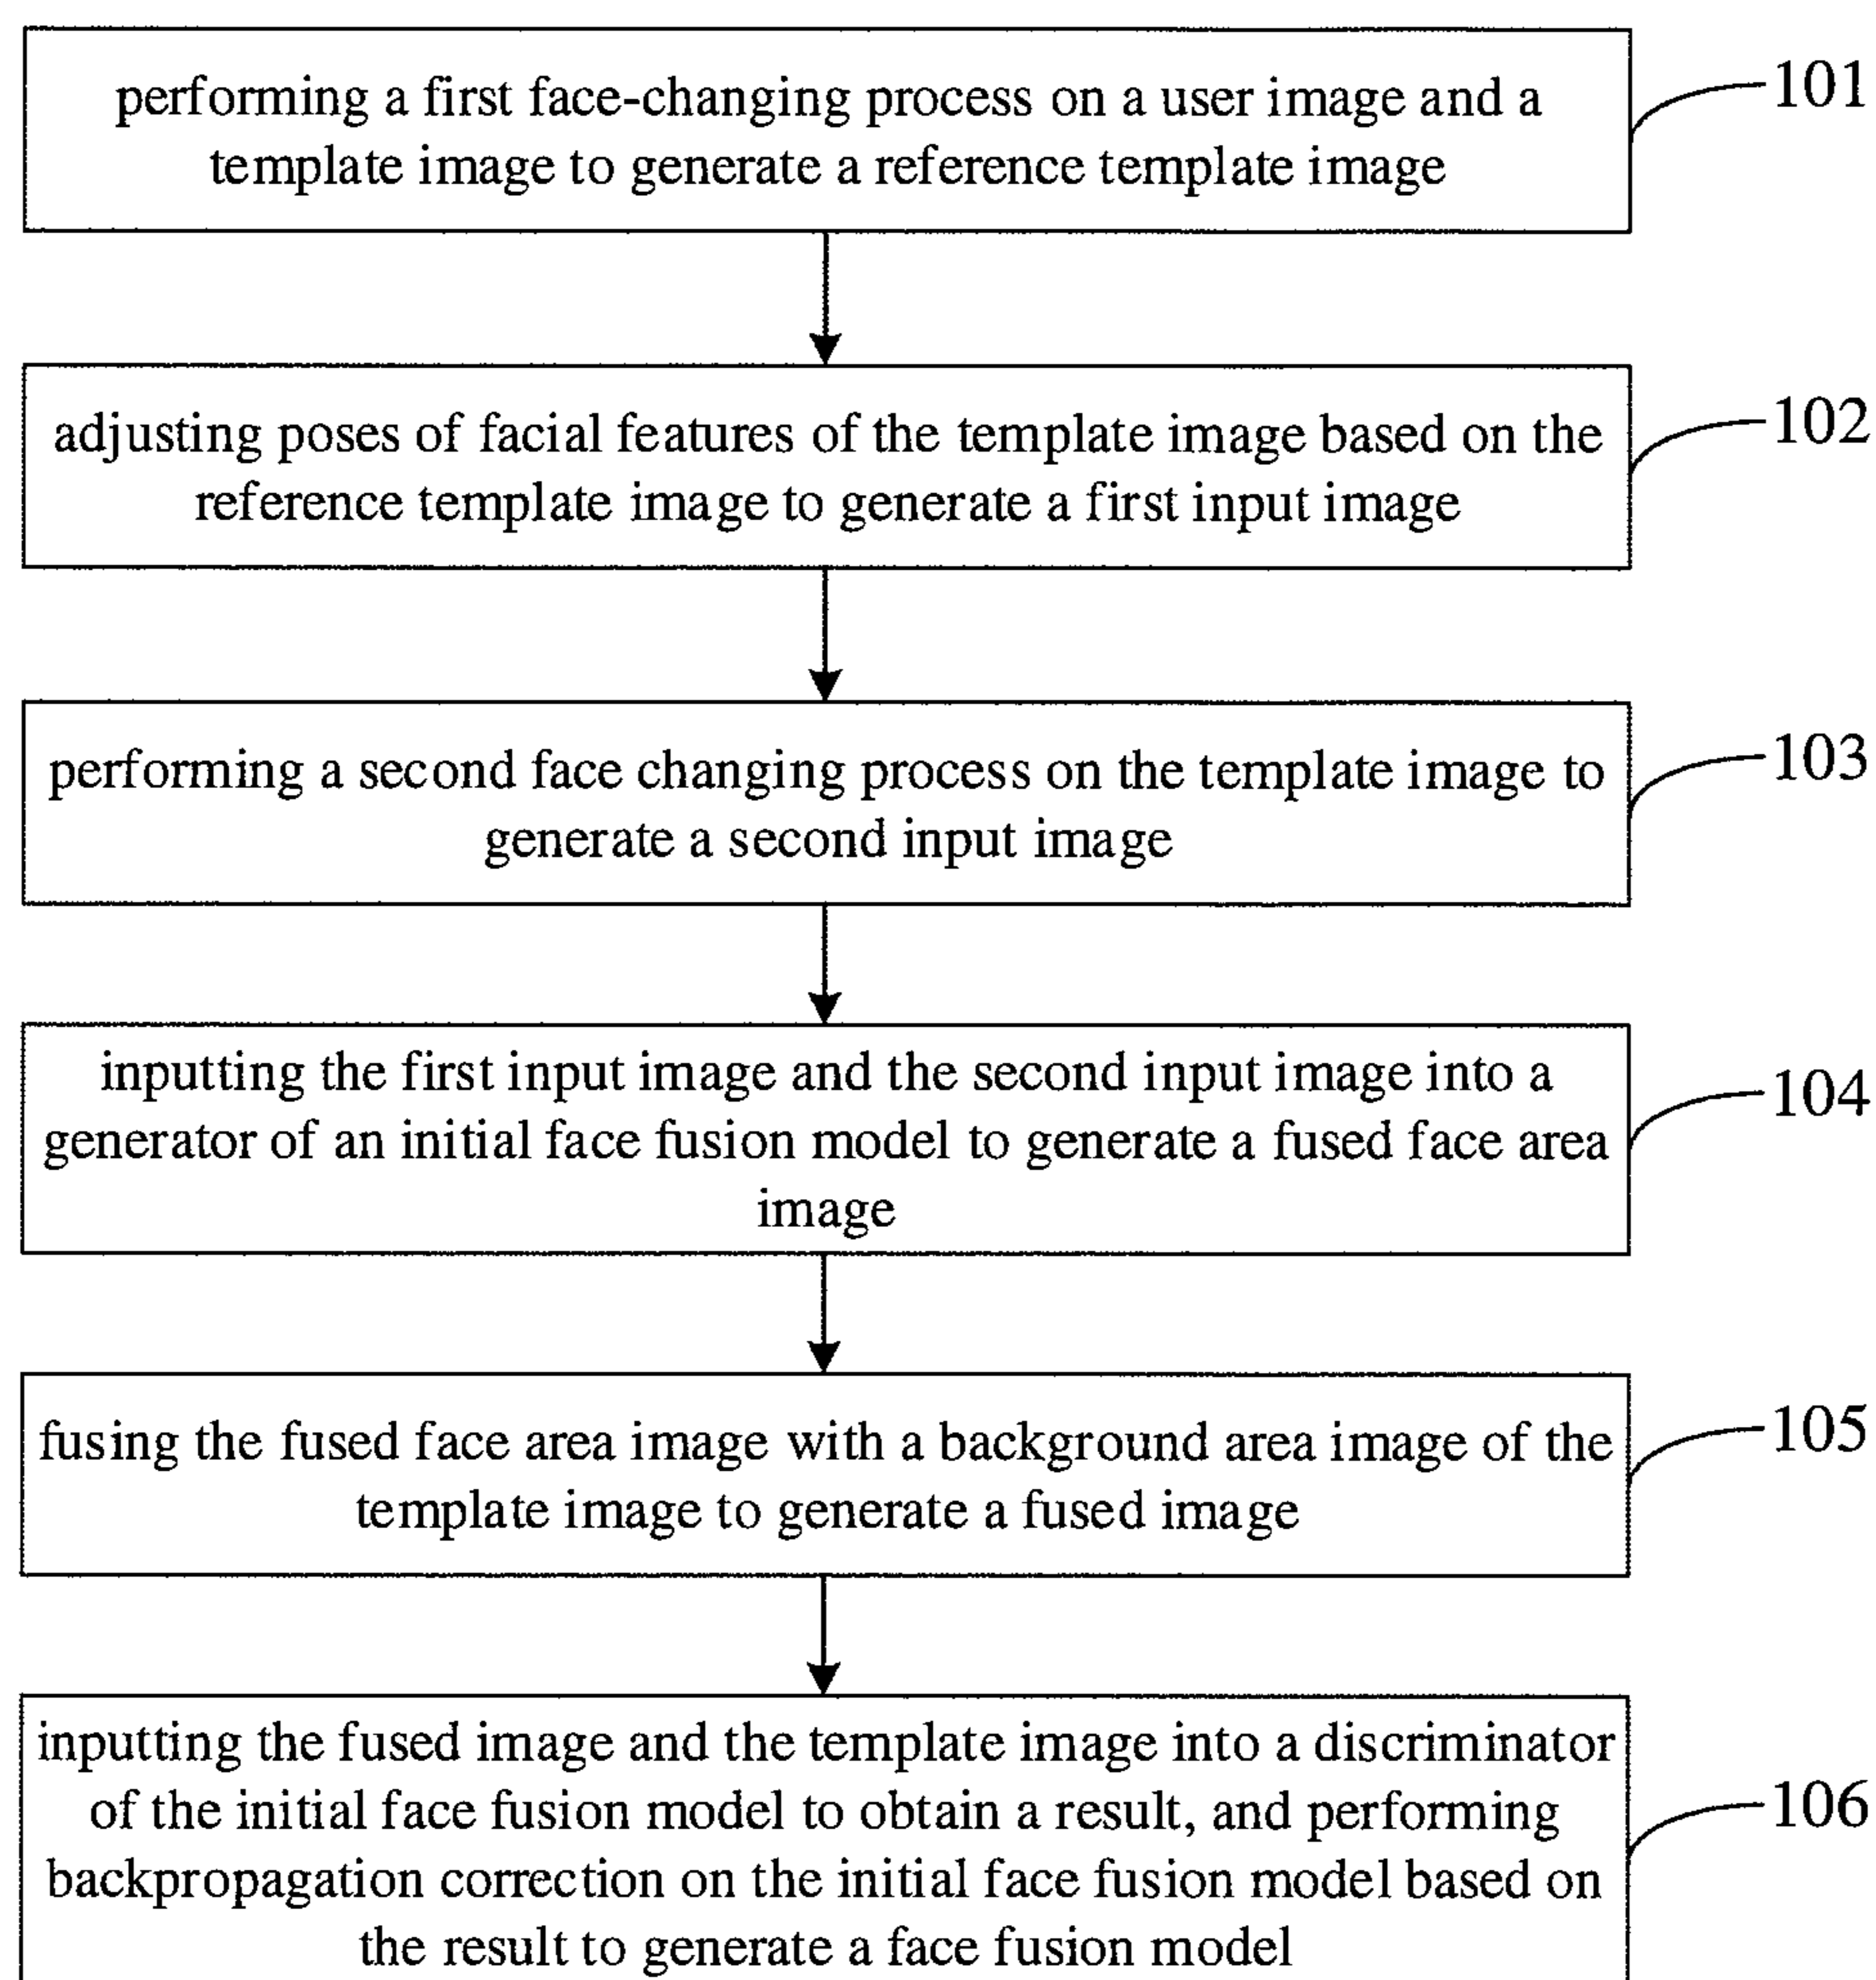 performing a first face-changing process on a user image and a
template image to generate a reference template image
101
adjusting poses of facial features of the template image based on the
reference template image to generate a first input image
102
performing a second face changing process on the template image to
generate a second input image
103
inputting the first input image and the second input image into a
generator of an initial face fusion model to generate a fused face area
image
104
fusing the fused face area image with a background area image of the
template image to generate a fused image
105
inputting the fused image and the template image into a discriminator
of the initial face fusion model to obtain a result, and performing
backpropagation correction on the initial face fusion model based on
the result to generate a face fusion model
106